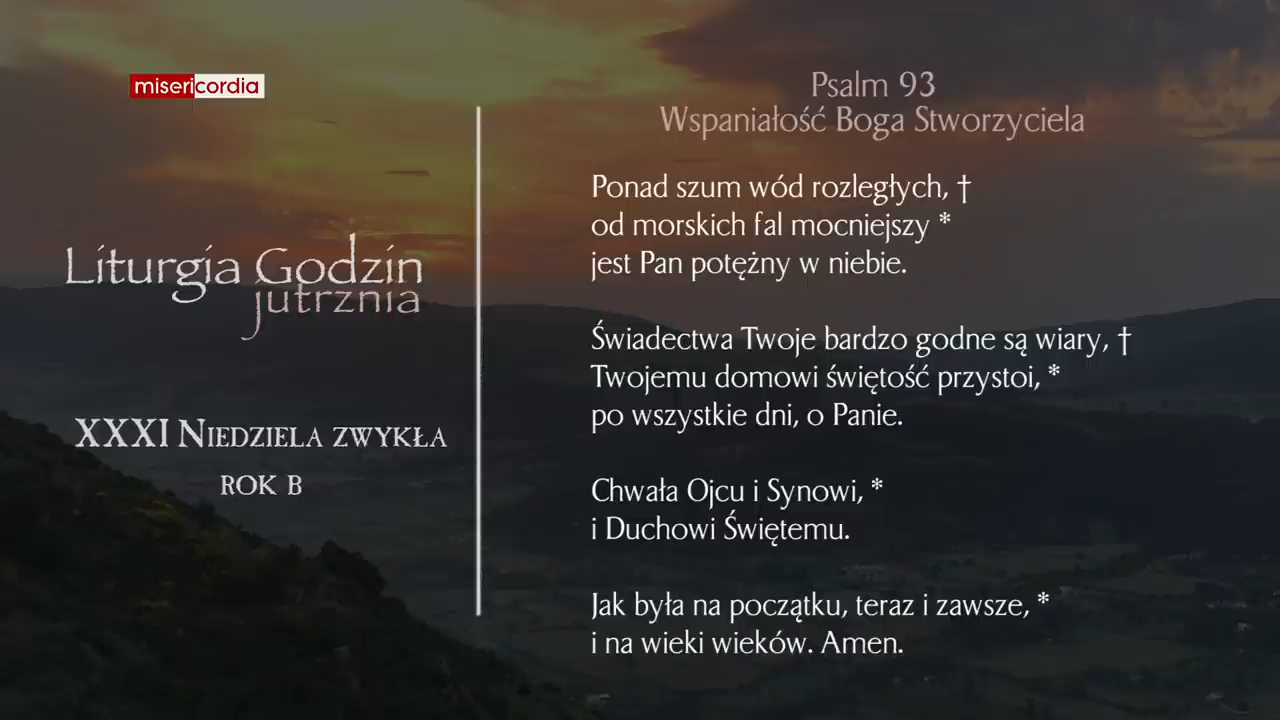 misericordia
Liturgia Godzin
jutrznia
XXXI Niedziela zwykła
rok B
Psalm 93
Wspaniałość Boga Stworzyciela
Ponad szum wód rozległych, †
od morskich fal mocniejszy *
jest Pan potężny w niebie.
Świadectwa Twoje bardzo godne są wiary, †
Twojemu domowi świętość przystoi, *
po wszystkie dni, o Panie.
Chwała Ojcu i Synowi, *
i Duchowi Świętemu.
Jak była na początku, teraz i zawsze, *
i na wieki wieków. Amen.